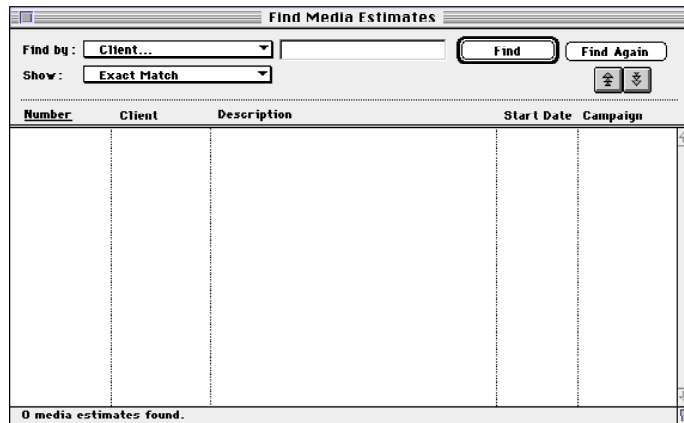 Find Media Estimates
Find by: Client... Find Find Again
Show: Exact Match
Number Client Description Start Date Campaign
0 media estimates found.